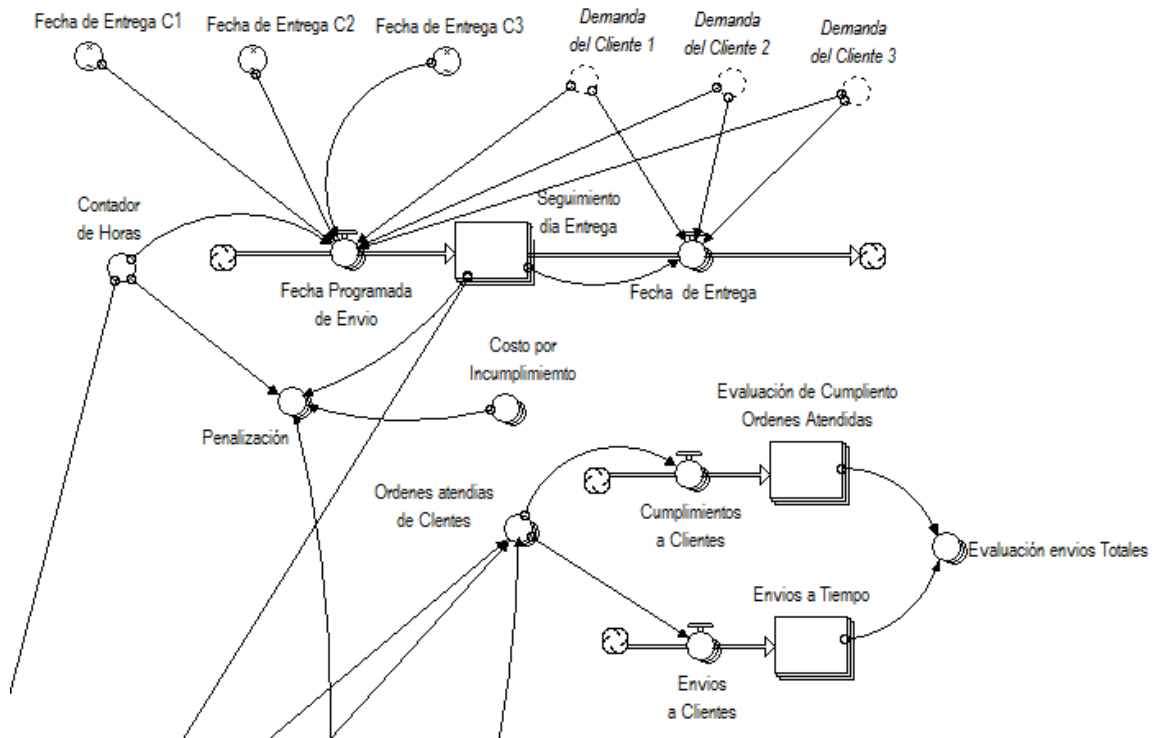 Fecha de Entrega C1
Fecha de Entrega C2
Fecha de Entrega C3
Demanda
del Cliente 1
Demanda
del Cliente 2
Demanda
del Cliente 3
Contador
de Horas
Seguimiento
día Entrega
Fecha Programada
de Envio
Fecha de Entrega
Costo por
Incumplimiemto
Penalización
Evaluación de Cumpliento
Ordenes Atendidas
Ordenes atendias
de Clentes
Cumplimientos
a Clientes
Evaluación envios Totales
Envios a Tiempo
Envios
a Clientes